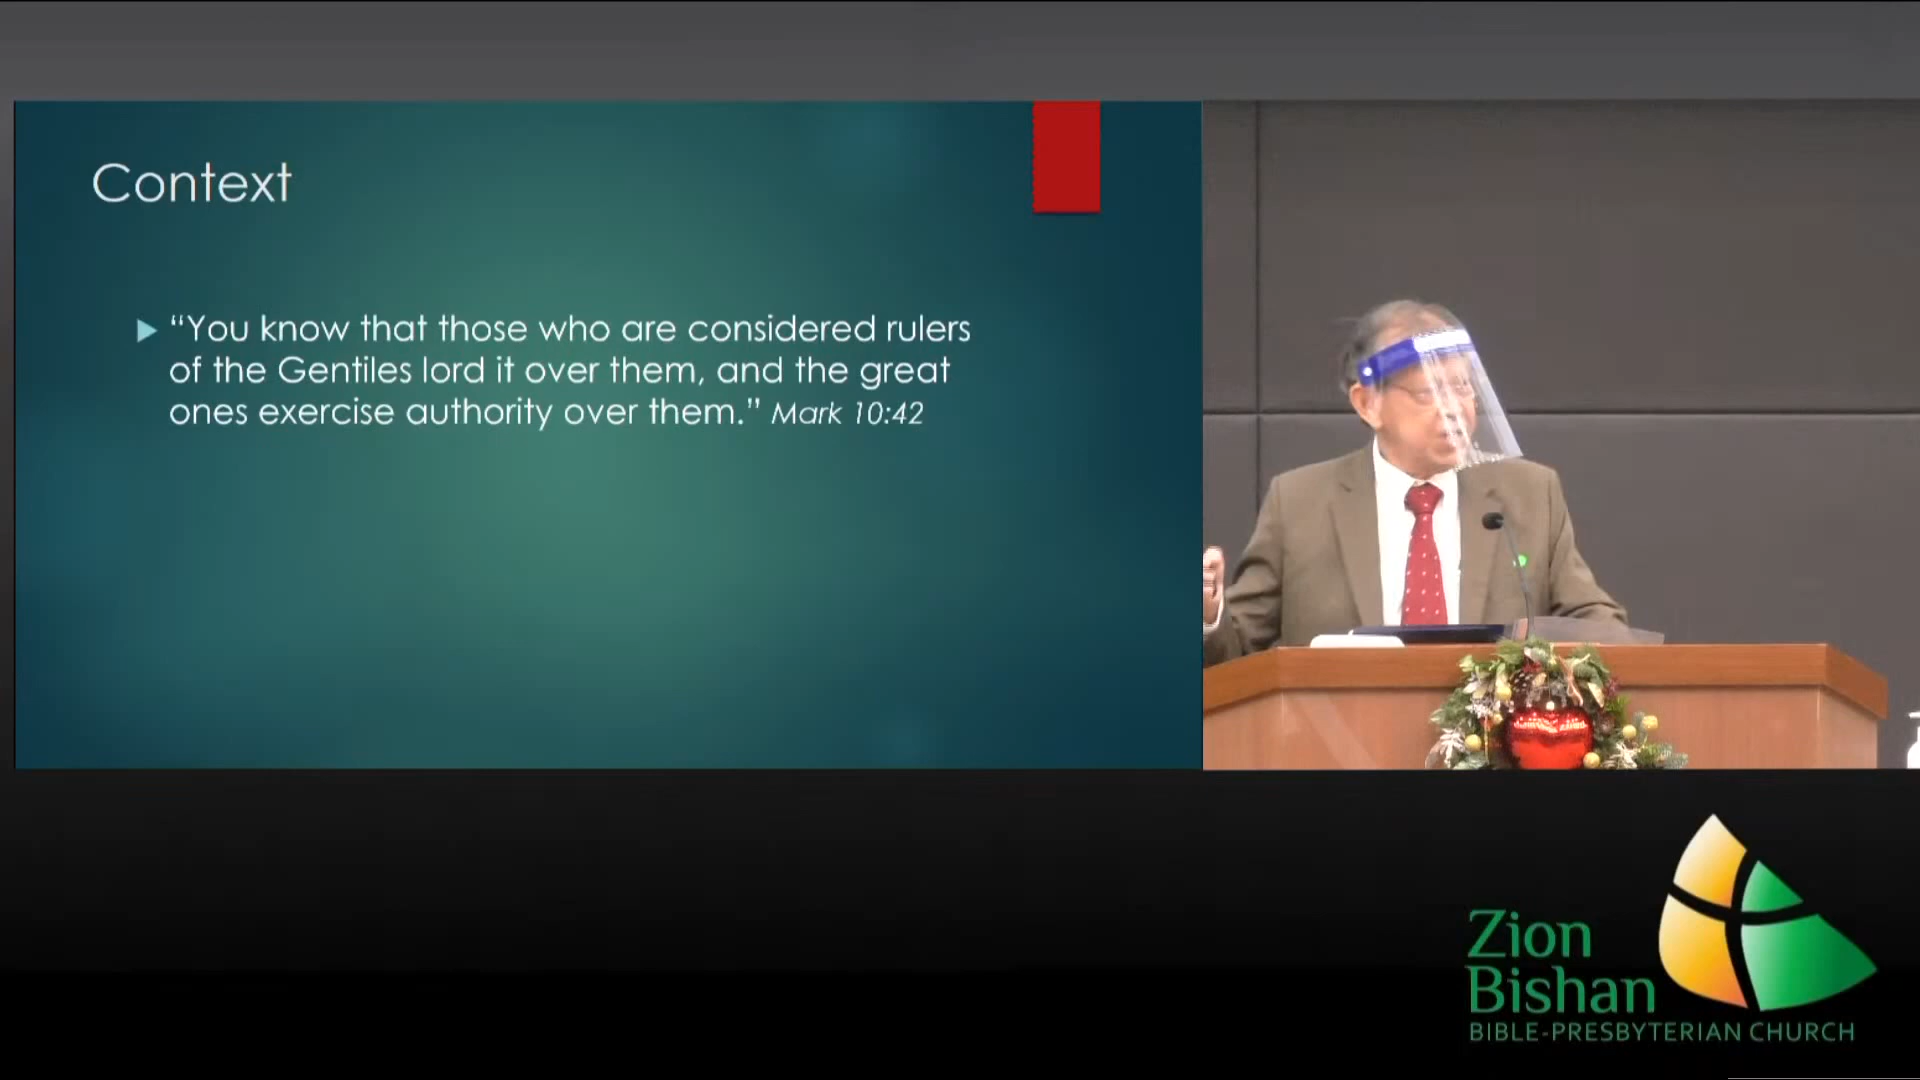 Context
“You know that those who are considered rulers
of the Gentiles lord it over them, and the great
ones exercise authority over them.” Mark 10:42
Zion
Bishan
BIBLE-PRESBYTERIAN CHURCH